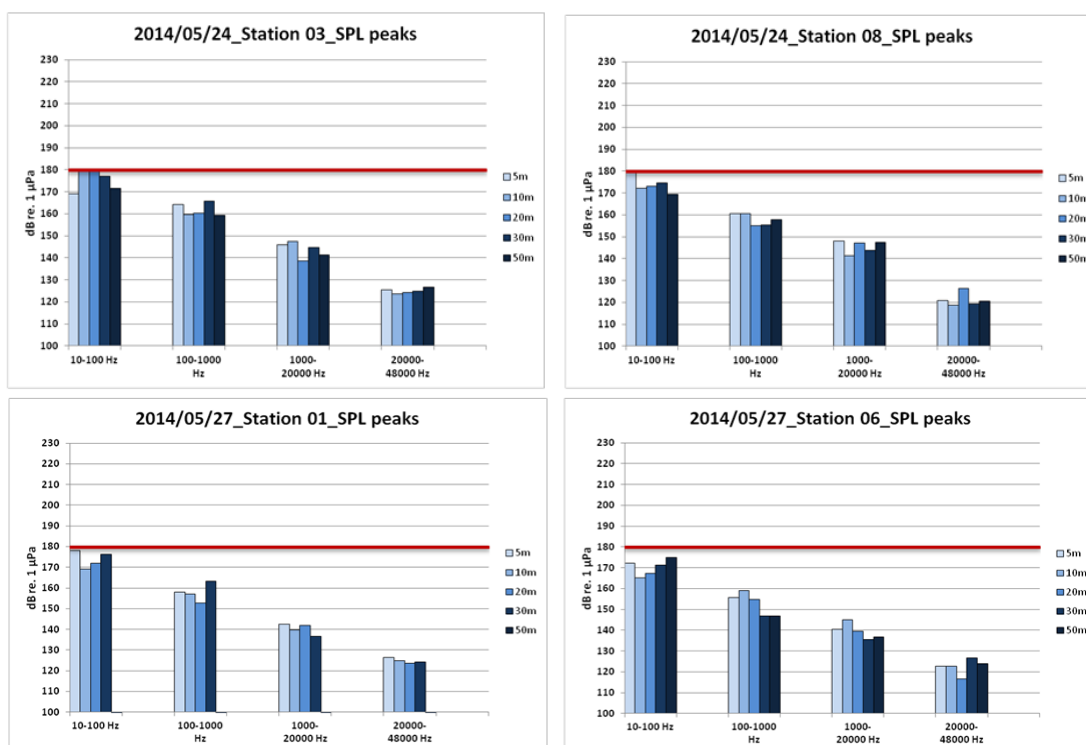 2014/05/24_Station 03_SPL peaks
230
220
210
200
190
180
170
160
150
140
130
120
110
100
dB re. 1 µPa
10-100 Hz
100-1000
Hz
1000-
20000 Hz
20000-
48000 Hz
5m
10m
20m
30m
50m
2014/05/24_Station 08_SPL peaks
230
220
210
200
190
180
170
160
150
140
130
120
110
100
dB re. 1 µPa
10-100 Hz
100-1000
Hz
1000-
20000 Hz
20000-
48000 Hz
5m
10m
20m
30m
50m
2014/05/27_Station 01_SPL peaks
230
220
210
200
190
180
170
160
150
140
130
120
110
100
dB re. 1 µPa
10-100 Hz
100-1000
Hz
1000-
20000 Hz
20000-
48000 Hz
5m
10m
20m
30m
50m
2014/05/27_Station 06_SPL peaks
230
220
210
200
190
180
170
160
150
140
130
120
110
100
dB re. 1 µPa
10-100 Hz
100-1000
Hz
1000-
20000 Hz
20000-
48000 Hz
5m
10m
20m
30m
50m